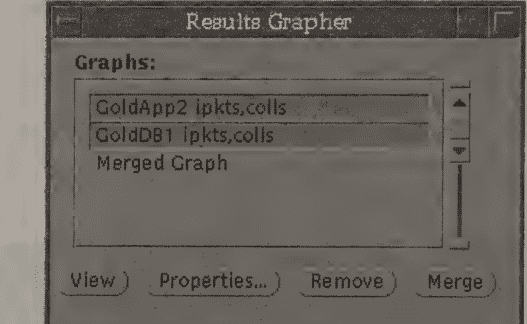 Results Grapher
Graphs:
GoldApp2 ipkts,colls
GoldDB1 ipkts,colls
Merged Graph
View Properties... Remove Merge